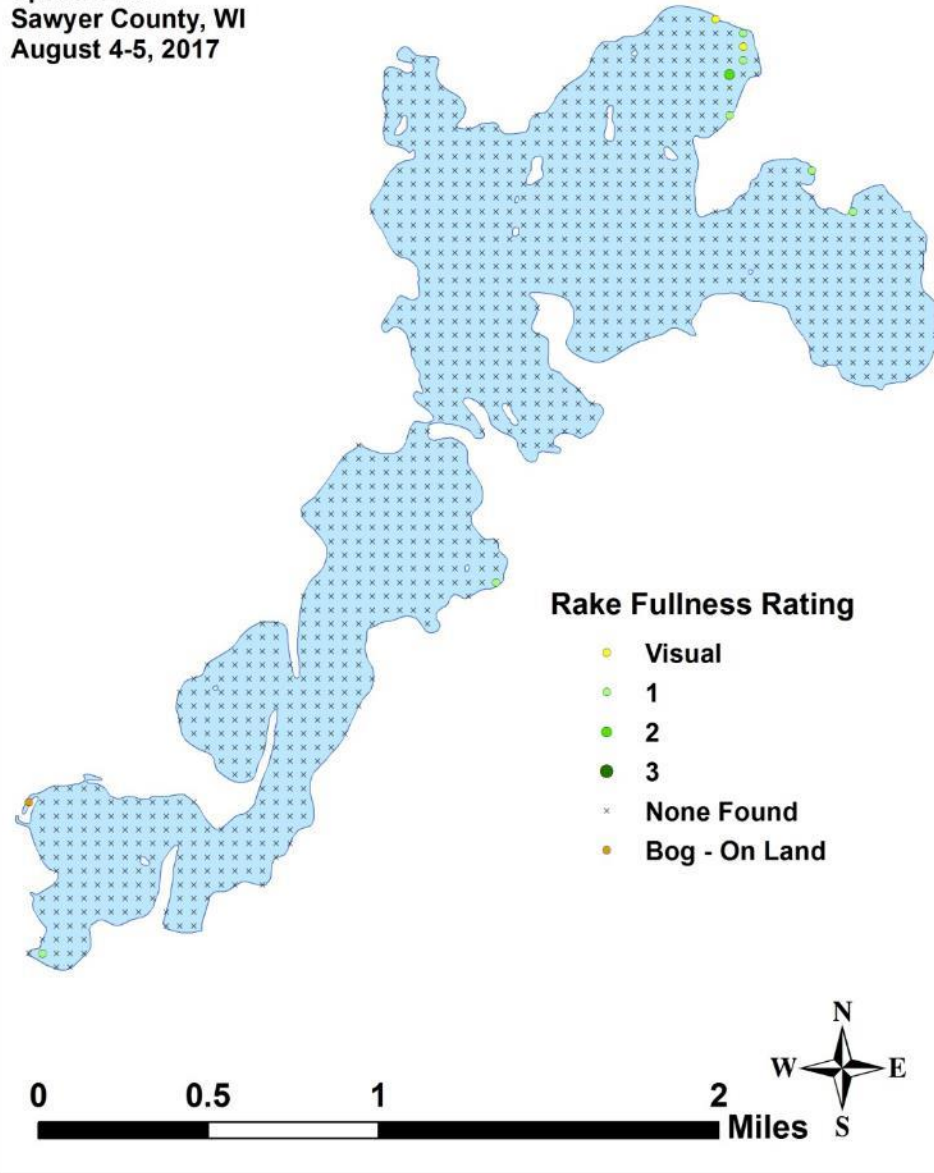 Sawyer County, WI
August 4-5, 2017
Rake Fullness Rating
Visual
1
2
3
None Found
Bog - On Land
N
W E
S
0 0.5 1 2
Miles